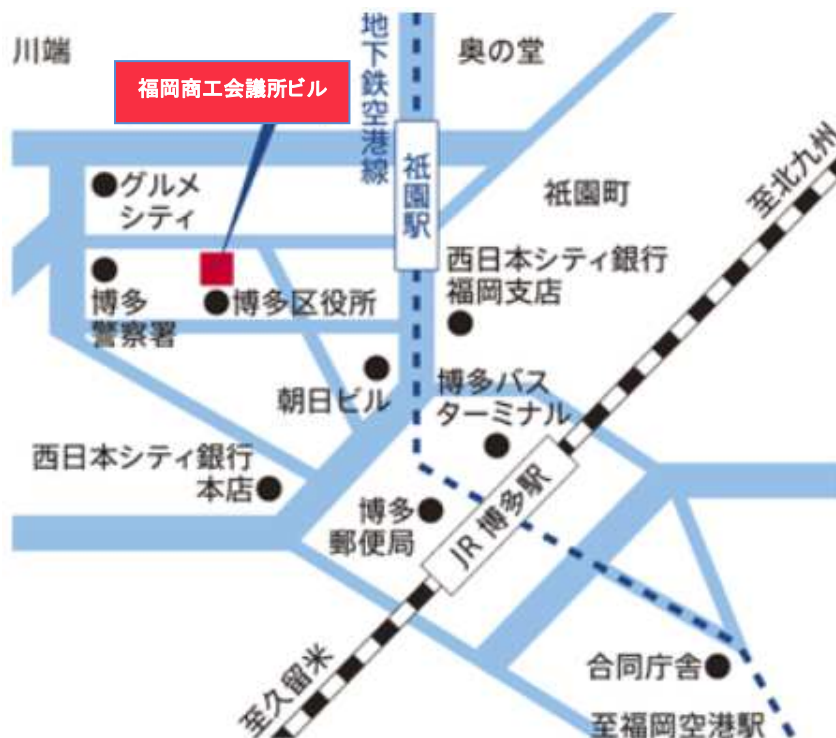 川端
奥の堂
福岡商工会議所ビル
地下鉄空港線
祇園駅
グルメ
シティ
祇園町
至北九州
西日本シティ銀行
福岡支店
博多
警察署
博多区役所
朝日ビル
博多バス
ターミナル
西日本シティ銀行
本店
博多
郵便局
JR 博多駅
合同庁舎
至久留米
至福岡空港駅